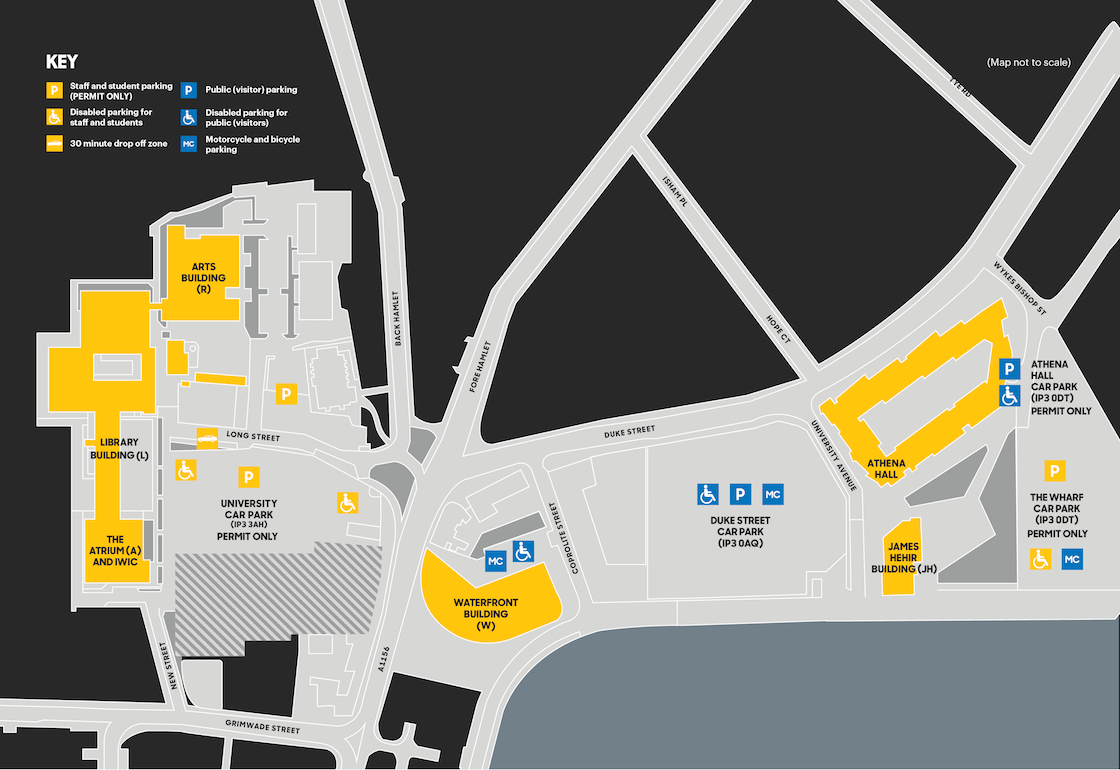 KEY
(Map not to scale)
P
Staff and student parking
(PERMIT ONLY)
P
Public (visitor) parking
Disabled parking for
staff and students
Disabled parking for
public (visitors)
30 minute drop off zone
MC
Motorcycle and bicycle
parking
TYE RD
ISHAM PL
WYKES BISHOP ST
ARTS
BUILDING
(R)
BACK HAMLET
FORE HAMLET
HOPE CT
P
P
ATHENA
HALL
CAR PARK
(IP3 0DT)
PERMIT ONLY
LONG STREET
DUKE STREET
UNIVERSITY AVENUE
LIBRARY
BUILDING (L)
ATHENA
HALL
P
P
UNIVERSITY
CAR PARK
(IP3 3AH)
PERMIT ONLY
P
MC
DUKE STREET
CAR PARK
(IP3 0AQ)
THE WHARF
CAR PARK
(IP3 0DT)
PERMIT ONLY
MC
COPROLITE STREET
THE
ATRIUM (A)
AND IWIC
MC
JAMES
HEHIR
BUILDING (JH)
WATERFRONT
BUILDING
(W)
NEW STREET
A1156
GRIMWADE STREET